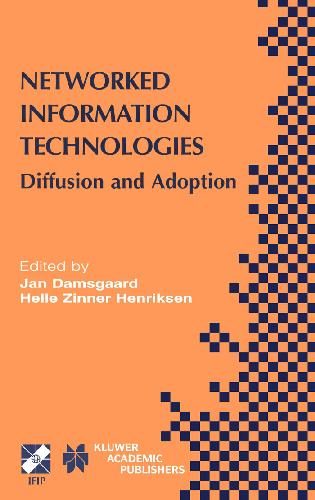 NETWORKED
INFORMATION
TECHNOLOGIES
Diffusion and Adoption
Edited by
Jan Damsgaard
Helle Zinner Henriksen
IFIP
KLUWER
ACADEMIC
PUBLISHERS